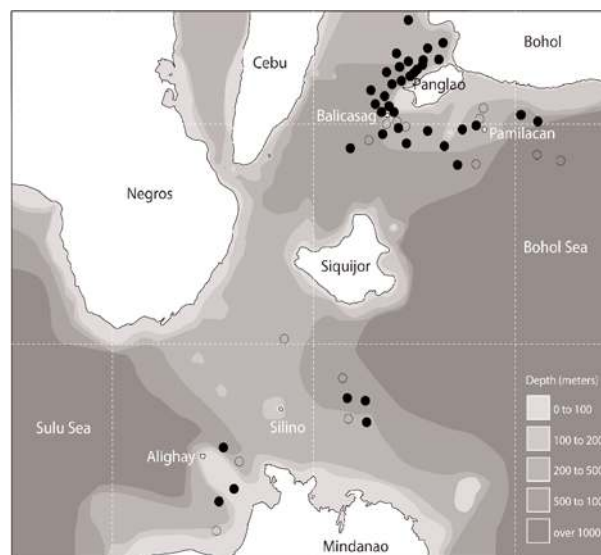 Bohol
Cebu
Panglao
Balicasag
Pamilacan
Negros
Bohol Sea
Siquijor
Depth (meters)
0 to 100
100 to 200
200 to 500
500 to 100
over 1000
Sulu Sea
Silino
Alighay
Mindanao